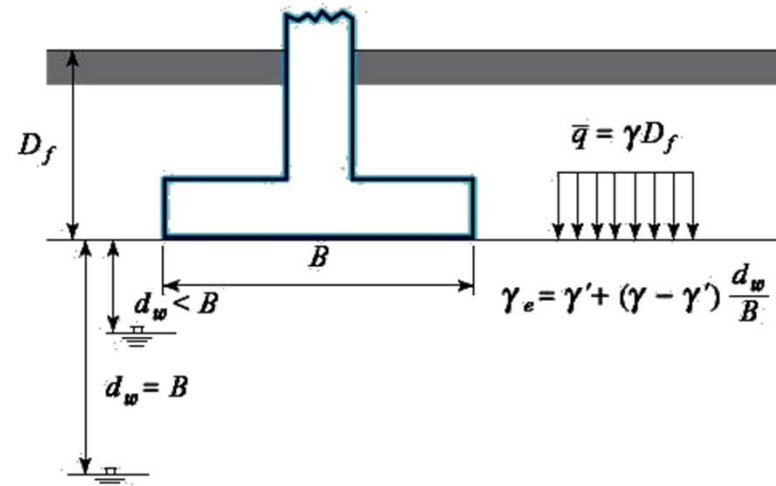 D_f
q̅ = γD_f
B
d_w < B
γ_e = γ' + (γ − γ') d_w/B
d_w = B